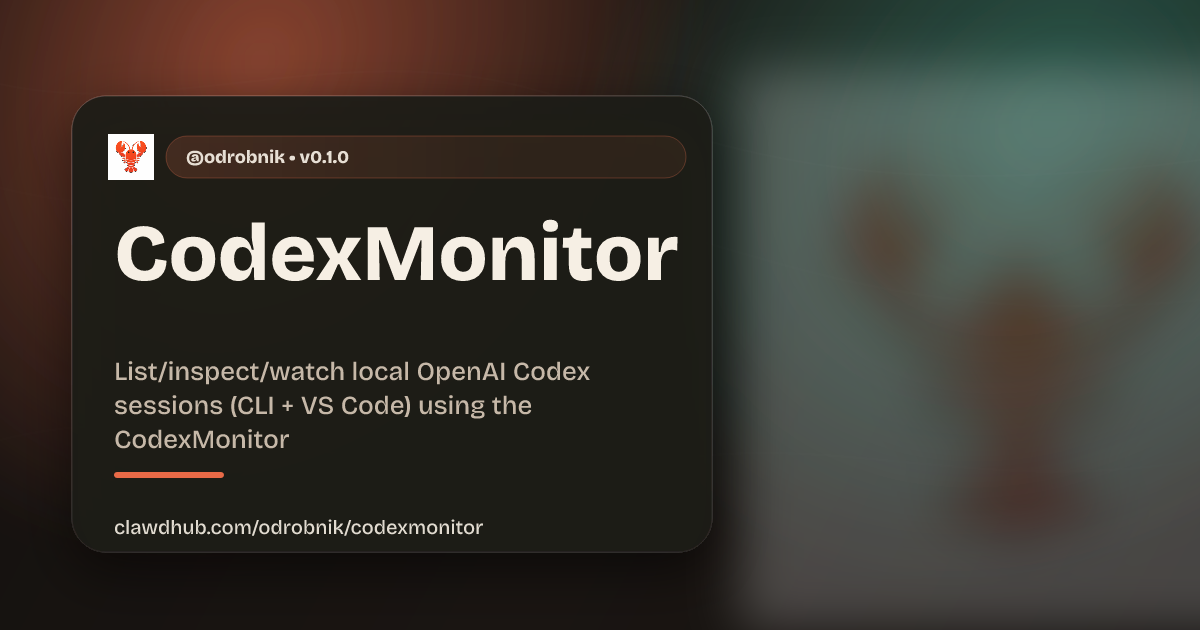 @odrobnik • v0.1.0
CodexMonitor
List/inspect/watch local OpenAI Codex
sessions (CLI + VS Code) using the
CodexMonitor
clawdhub.com/odrobnik/codexmonitor